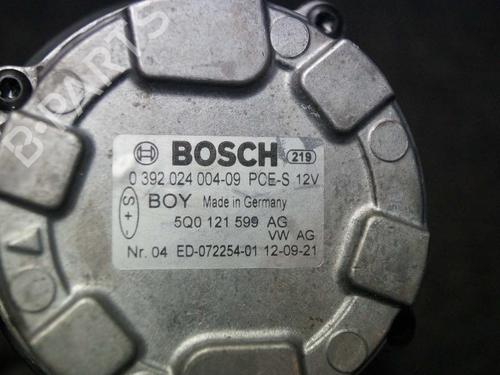 B-PARTS
BOSCH 219
0 392 024 004-09 PCE-S 12V
S + -
BOY Made in Germany
5Q0 121 599 AG
VW AG
Nr. 04 ED-072254-01 12-09-21